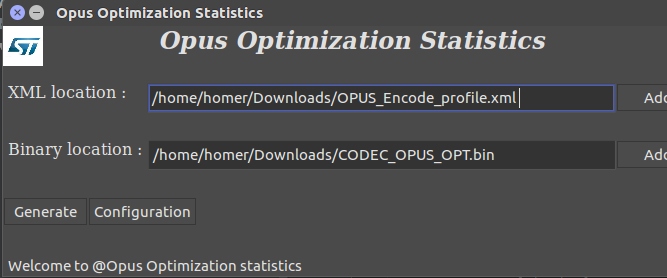 Opus Optimization Statistics
ST
Opus Optimization Statistics
XML location : /home/homer/Downloads/OPUS_Encode_profile.xml Add
Binary location : /home/homer/Downloads/CODEC_OPUS_OPT.bin Add
Generate Configuration
Welcome to @Opus Optimization statistics